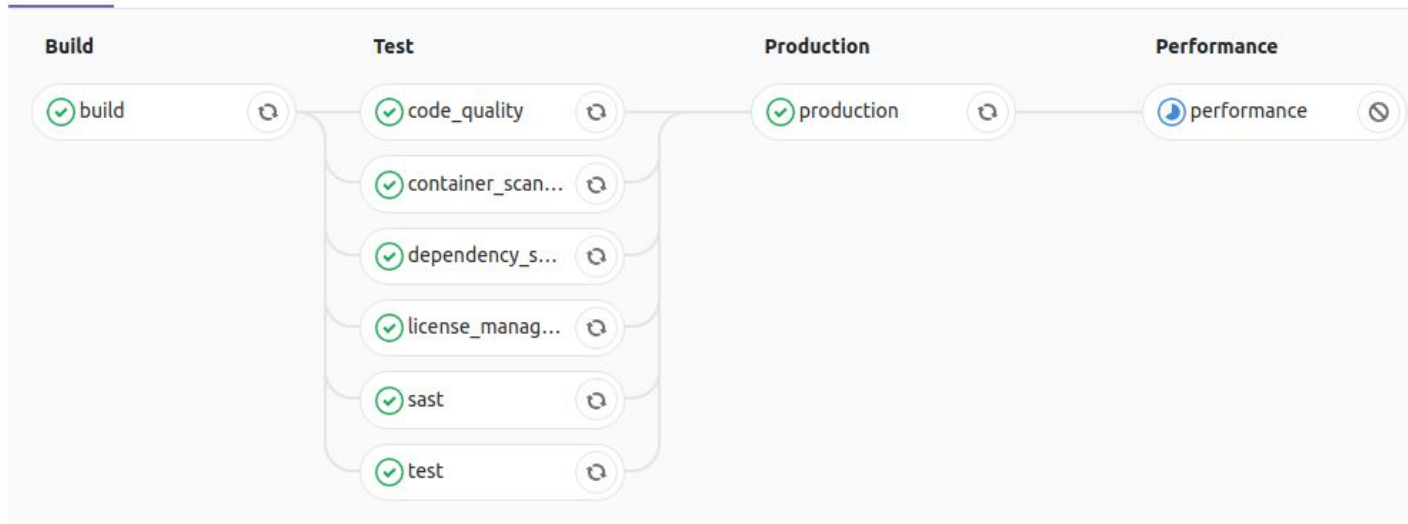 Build
Test
Production
Performance
build
code_quality
production
performance
container_scan...
dependency_s...
license_manag...
sast
test